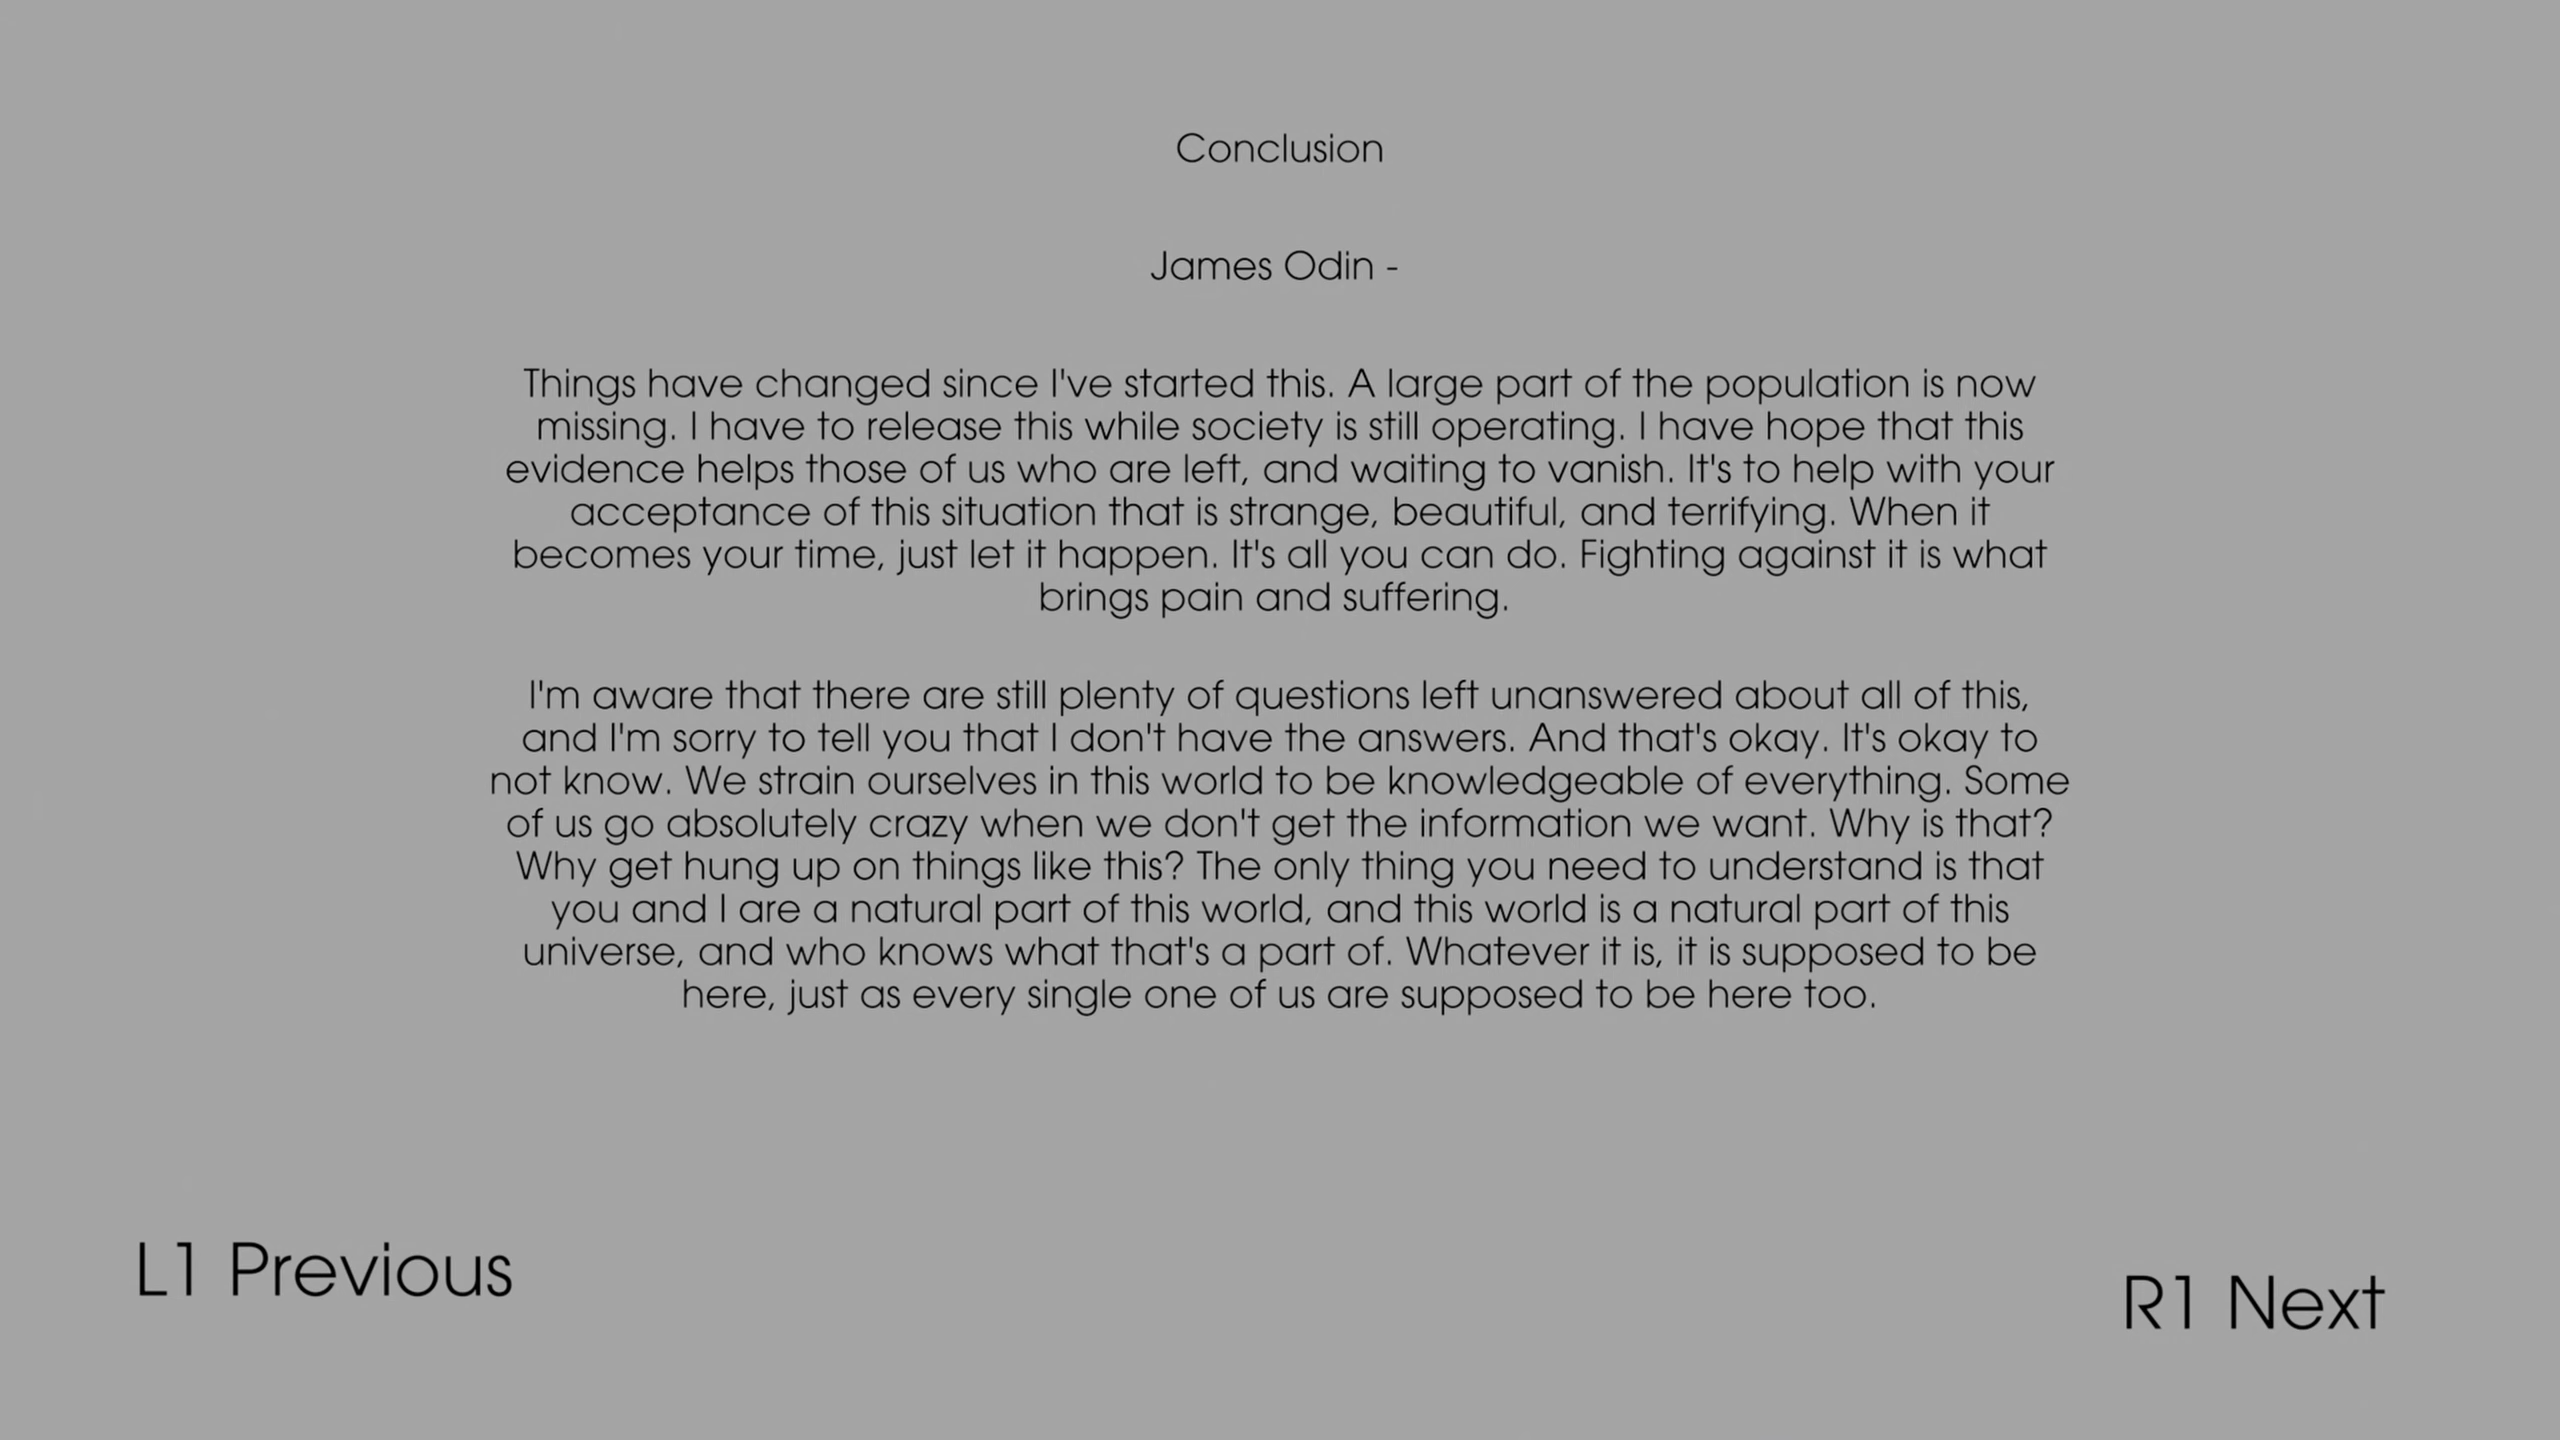 Conclusion
James Odin -
Things have changed since I've started this. A large part of the population is now
missing. I have to release this while society is still operating. I have hope that this
evidence helps those of us who are left, and waiting to vanish. It's to help with your
acceptance of this situation that is strange, beautiful, and terrifying. When it
becomes your time, just let it happen. It's all you can do. Fighting against it is what
brings pain and suffering.
I'm aware that there are still plenty of questions left unanswered about all of this,
and I'm sorry to tell you that I don't have the answers. And that's okay. It's okay to
not know. We strain ourselves in this world to be knowledgeable of everything. Some
of us go absolutely crazy when we don't get the information we want. Why is that?
Why get hung up on things like this? The only thing you need to understand is that
you and I are a natural part of this world, and this world is a natural part of this
universe, and who knows what that's a part of. Whatever it is, it is supposed to be
here, just as every single one of us are supposed to be here too.
L1 Previous
R1 Next